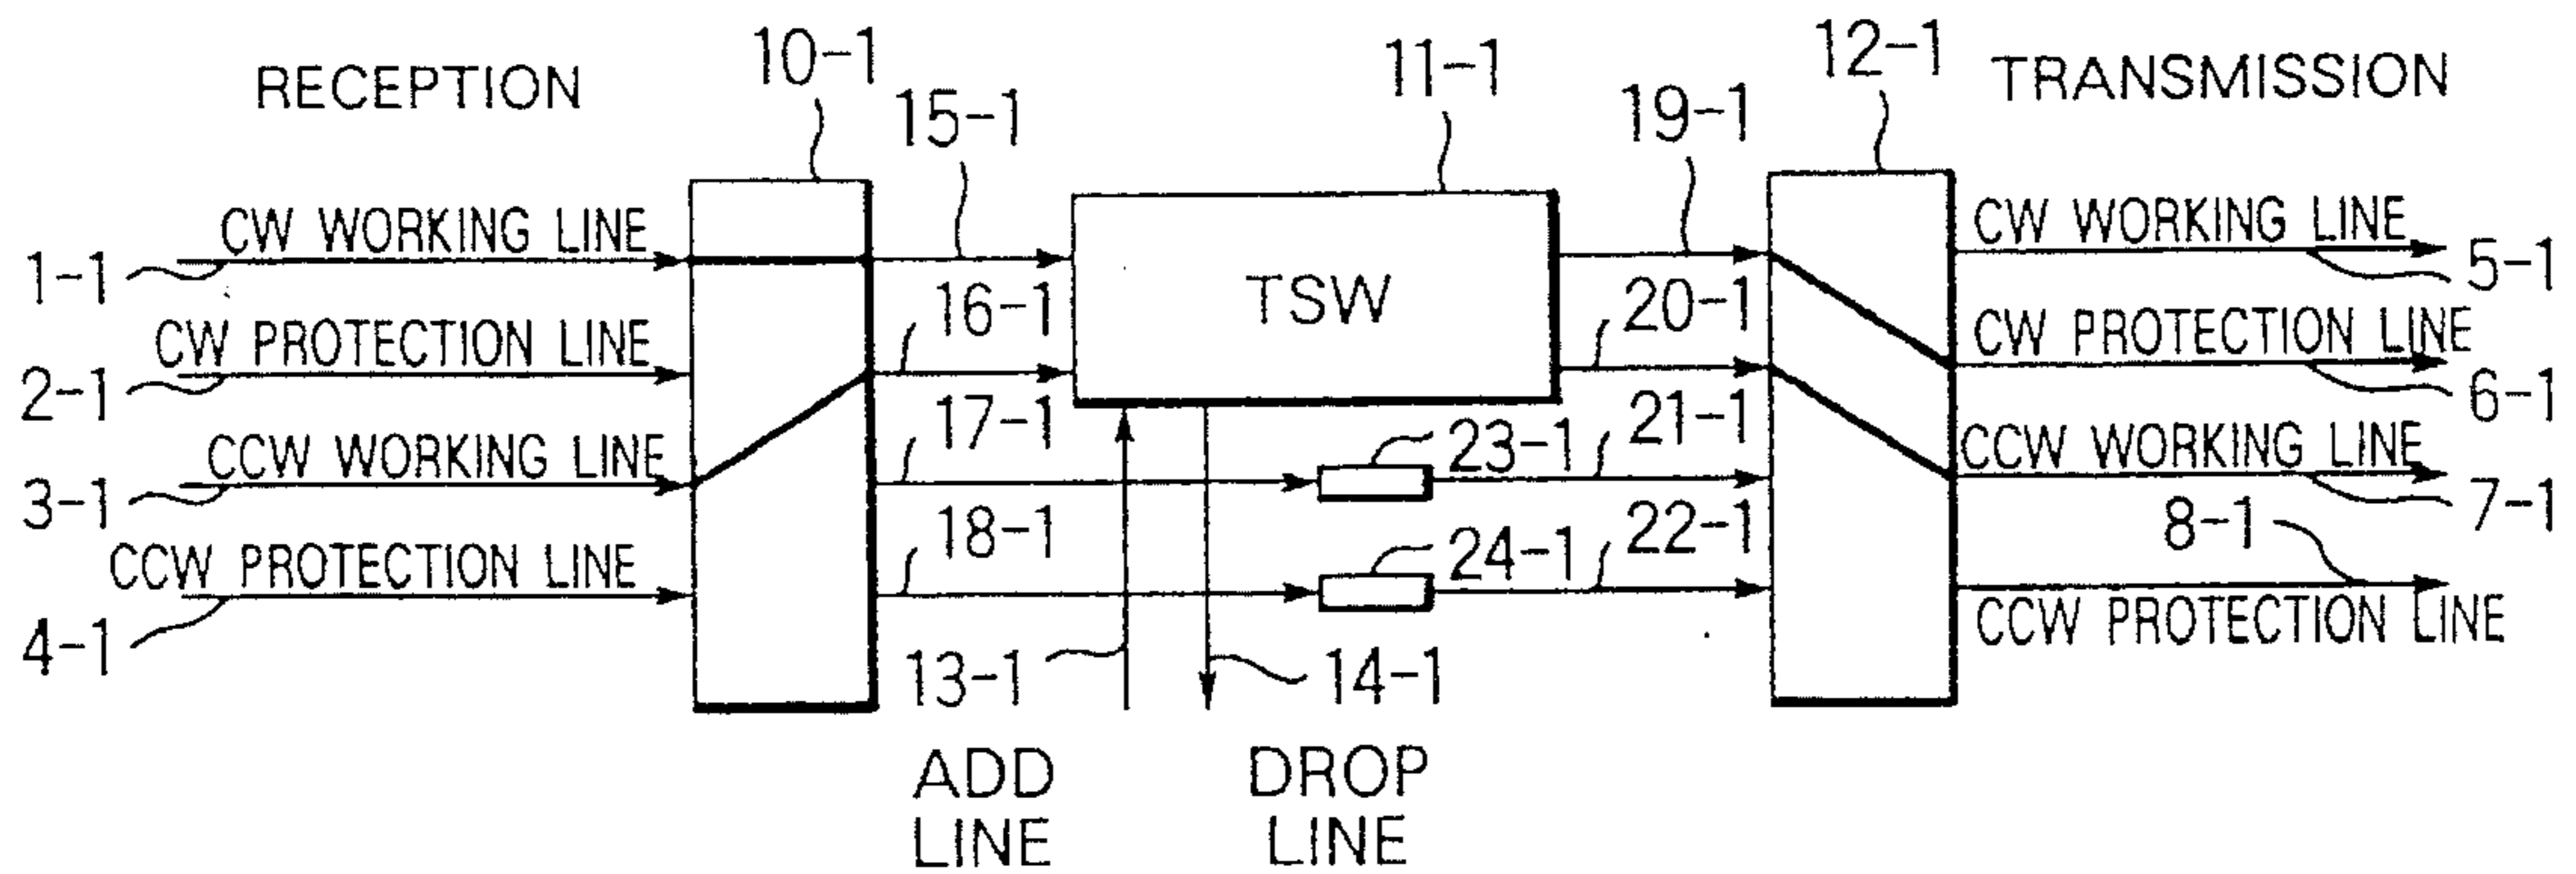 RECEPTION
10-1
15-1
11-1
19-1
12-1
TRANSMISSION
CW WORKING LINE
1-1
CW WORKING LINE
5-1
TSW
16-1
20-1
CW PROTECTION LINE
2-1
CW PROTECTION LINE
6-1
17-1
23-1
21-1
CCW WORKING LINE
3-1
CCW WORKING LINE
7-1
18-1
24-1
22-1
8-1
CCW PROTECTION LINE
4-1
CCW PROTECTION LINE
13-1
14-1
ADD
LINE
DROP
LINE